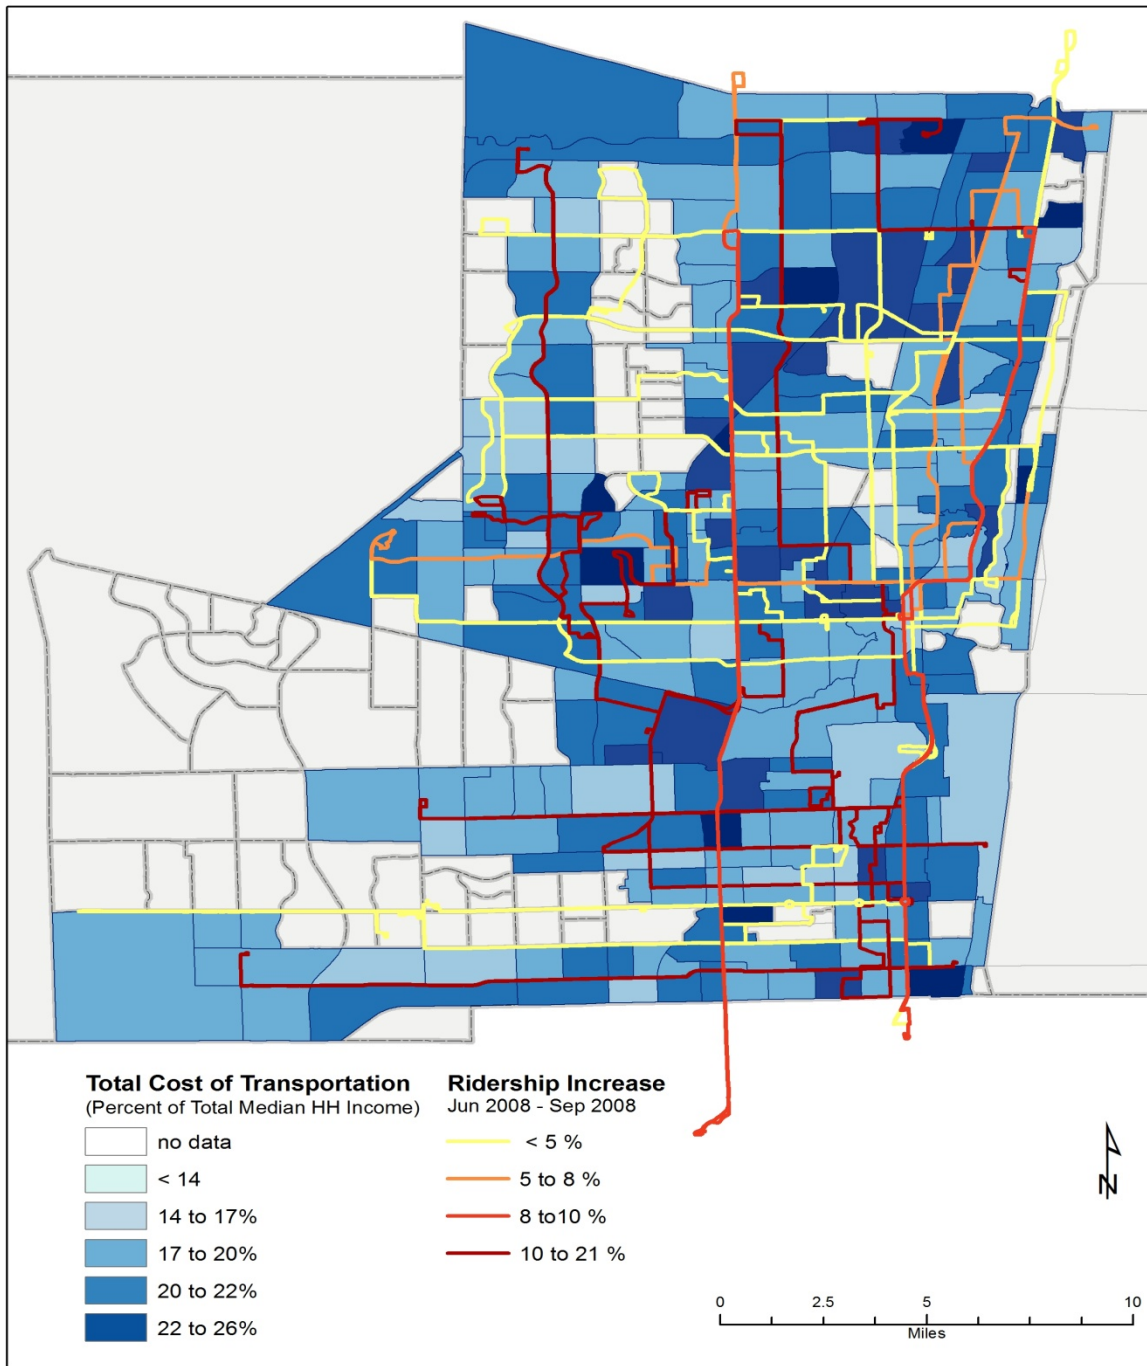 Total Cost of Transportation
(Percent of Total Median HH Income)
no data
< 14
14 to 17%
17 to 20%
20 to 22%
22 to 26%
Ridership Increase
Jun 2008 - Sep 2008
< 5 %
5 to 8 %
8 to10 %
10 to 21 %
N
0 2.5 5 10
Miles